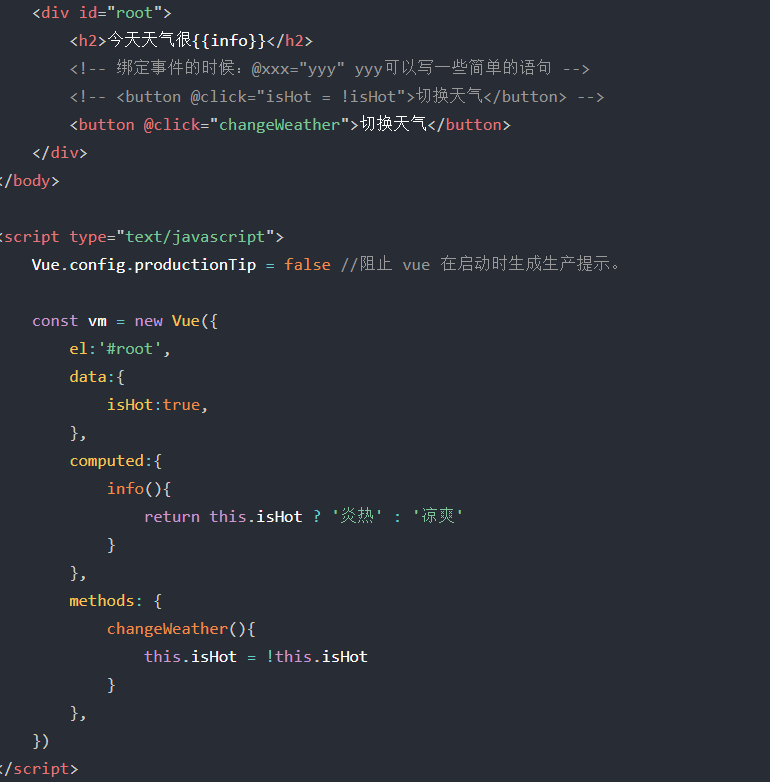 <div id="root">
<h2>今天天气很{{info}}</h2>
<!-- 绑定事件的时候：@xxx="yyy" yyy可以写一些简单的语句 -->
<!-- <button @click="isHot = !isHot">切换天气</button> -->
<button @click="changeWeather">切换天气</button>
</div>
</body>
<script type="text/javascript">
Vue.config.productionTip = false //阻止 vue 在启动时生成生产提示。
const vm = new Vue({
el:'#root',
data:{
isHot:true,
},
computed:{
info(){
return this.isHot ? '炎热' : '凉爽'
}
},
methods: {
changeWeather(){
this.isHot = !this.isHot
}
},
})
</script>